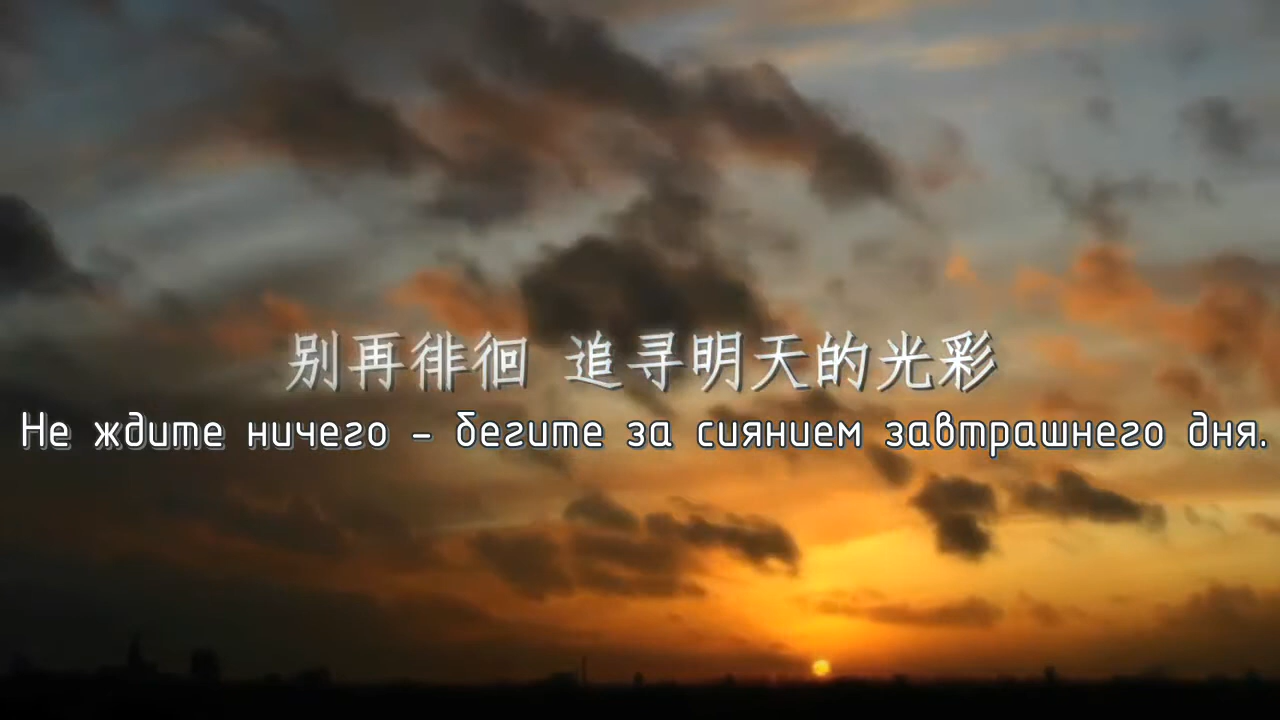 别再徘徊 追寻明天的光彩
Не ждите ничего - бегите за сиянием завтрашнего дня.